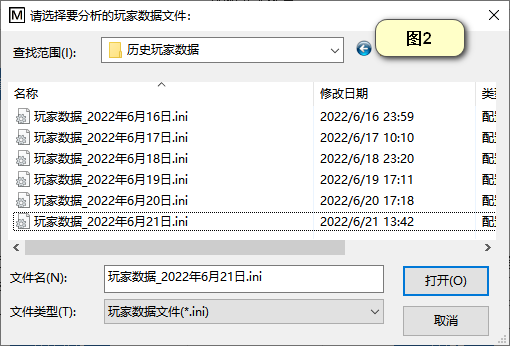 M 请选择要分析的玩家数据文件：
图2
查找范围(I): 历史玩家数据
名称 修改日期 类
玩家数据_2022年6月16日.ini 2022/6/16 23:59 配
玩家数据_2022年6月17日.ini 2022/6/17 10:10 配
玩家数据_2022年6月18日.ini 2022/6/18 23:20 配
玩家数据_2022年6月19日.ini 2022/6/19 17:11 配
玩家数据_2022年6月20日.ini 2022/6/20 17:18 配
玩家数据_2022年6月21日.ini 2022/6/21 13:42 配
文件名(N): 玩家数据_2022年6月21日.ini 打开(O)
文件类型(T): 玩家数据文件(*.ini) 取消